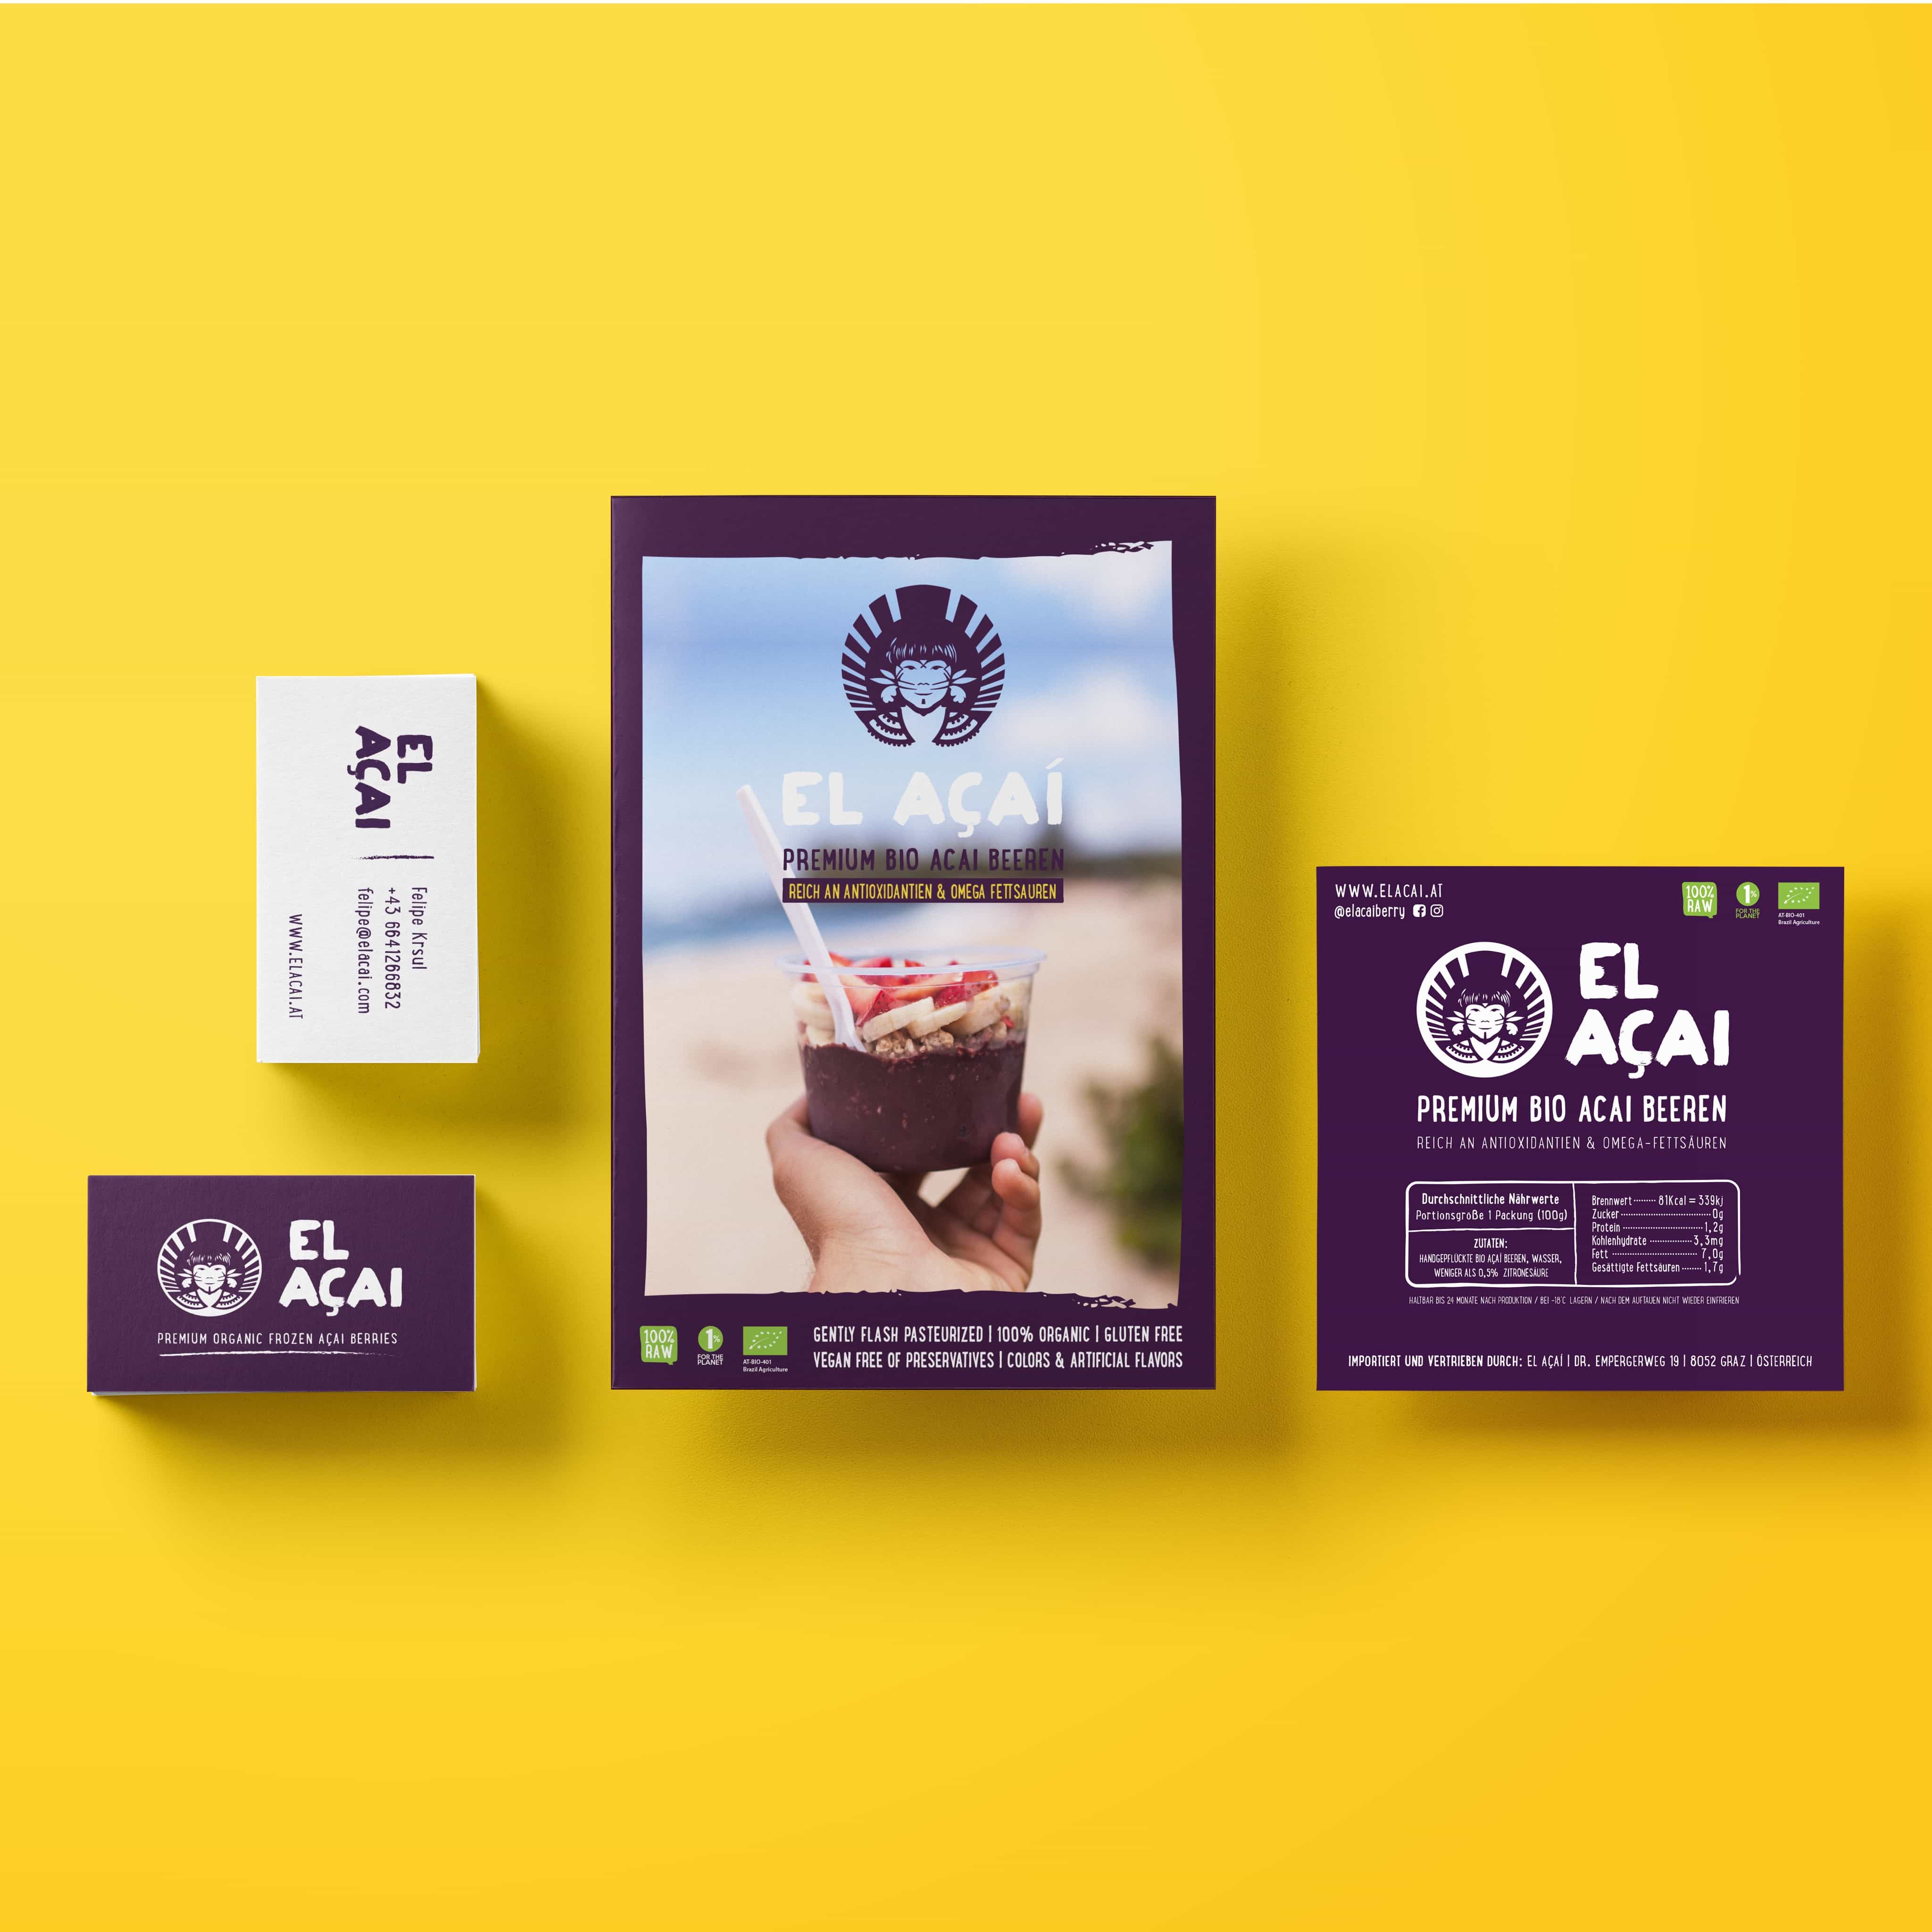 EL
AÇAI
Felipe Krsul
+43 6641266832
felipe@elacai.com
WWW.ELACAI.AT
EL
AÇAI
PREMIUM ORGANIC FROZEN AÇAI BERRIES
EL AÇAÍ
PREMIUM BIO ACAI BEEREN
REICH AN ANTIOXIDANTIEN & OMEGA FETTSAUREN
100%
RAW
1%
FOR THE
PLANET
AT-BIO-401
Brazil Agriculture
GENTLY FLASH PASTEURIZED | 100% ORGANIC | GLUTEN FREE
VEGAN FREE OF PRESERVATIVES | COLORS & ARTIFICIAL FLAVORS
WWW.ELACAI.AT
@elacaiberry
100%
RAW
1%
FOR THE
PLANET
AT-BIO-401
Brazil Agriculture
EL
AÇAI
PREMIUM BIO ACAI BEEREN
REICH AN ANTIOXIDANTIEN & OMEGA-FETTSÄUREN
Durchschnittliche Nährwerte
Portionsgröße 1 Packung (100g)
ZUTATEN:
HANDGEPFLÜCKTE BIO AÇAÍ BEEREN, WASSER,
WENIGER ALS 0,5% ZITRONESÄURE
Brennwert ········· 81Kcal = 339kj
Zucker ········· 0g
Protein ········· 1,2g
Kohlenhydrate ········· 3,3mg
Fett ········· 7,0g
Gesättigte Fettsäuren ········ 1,7g
HALTBAR BIS 24 MONATE NACH PRODUKTION / BEI -18°C LAGERN / NACH DEM AUFTAUEN NICHT WIEDER EINFRIEREN
IMPORTIERT UND VERTRIEBEN DURCH: EL AÇAÍ | DR. EMPERGERWEG 19 | 8052 GRAZ | ÖSTERREICH